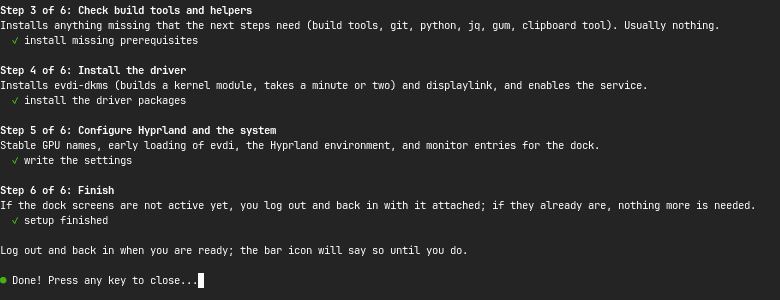 Step 3 of 6: Check build tools and helpers
Installs anything missing that the next steps need (build tools, git, python, jq, gum, clipboard tool). Usually nothing.
✓ install missing prerequisites
Step 4 of 6: Install the driver
Installs evdi-dkms (builds a kernel module, takes a minute or two) and displaylink, and enables the service.
✓ install the driver packages
Step 5 of 6: Configure Hyprland and the system
Stable GPU names, early loading of evdi, the Hyprland environment, and monitor entries for the dock.
✓ write the settings
Step 6 of 6: Finish
If the dock screens are not active yet, you log out and back in with it attached; if they already are, nothing more is needed.
✓ setup finished
Log out and back in when you are ready; the bar icon will say so until you do.
● Done! Press any key to close...